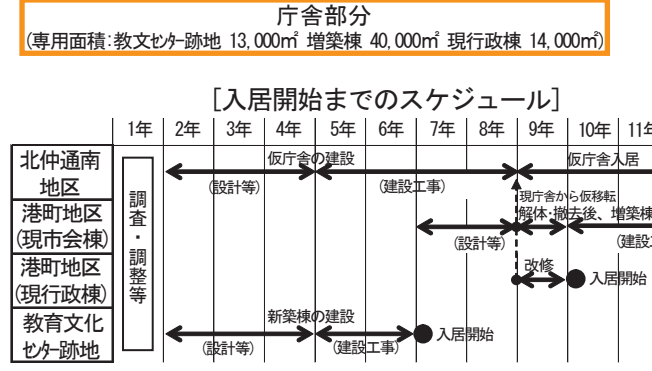 庁舎部分
(専用面積:教文ｾﾝﾀｰ跡地 13,000㎡ 増築棟 40,000㎡ 現行政棟 14,000㎡)
[入居開始までのスケジュール]
1年 2年 3年 4年 5年 6年 7年 8年 9年 10年 11年
北仲通南
地区
仮庁舎の建設
仮庁舎入居
(設計等)
(建設工事)
調査・調整等
港町地区
(現市会棟)
現庁舎から仮移転
解体・撤去後、増築棟
(設計等)
(建設工
港町地区
(現行政棟)
改修
入居開始
教育文化
ｾﾝﾀｰ跡地
新築棟の建設
(設計等)
(建設工事)
入居開始